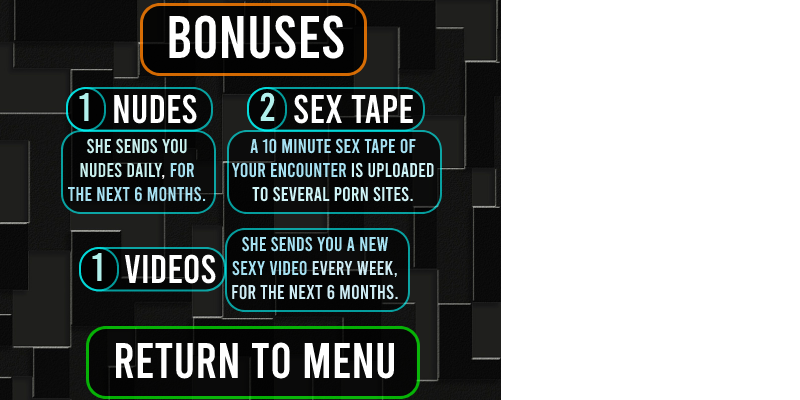 BONUSES
1 NUDES
SHE SENDS YOU
NUDES DAILY, FOR
THE NEXT 6 MONTHS.
2 SEX TAPE
A 10 MINUTE SEX TAPE OF
YOUR ENCOUNTER IS UPLOADED
TO SEVERAL PORN SITES.
1 VIDEOS
SHE SENDS YOU A NEW
SEXY VIDEO EVERY WEEK,
FOR THE NEXT 6 MONTHS.
RETURN TO MENU